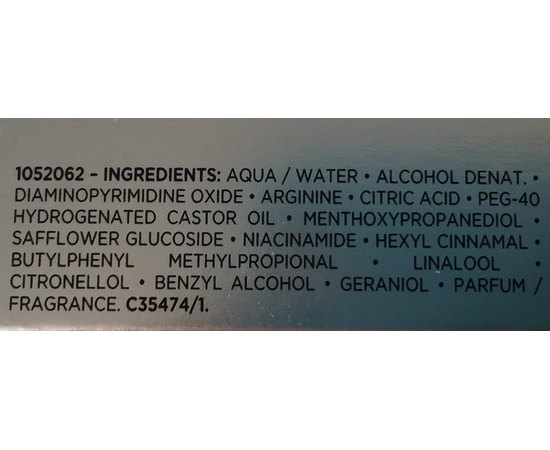 1052062 - INGREDIENTS: AQUA / WATER • ALCOHOL DENAT. •
DIAMINOPYRIMIDINE OXIDE • ARGININE • CITRIC ACID • PEG-40
HYDROGENATED CASTOR OIL • MENTHOXYPROPANEDIOL •
SAFFLOWER GLUCOSIDE • NIACINAMIDE • HEXYL CINNAMAL •
BUTYLPHENYL METHYLPROPIONAL • LINALOOL •
CITRONELLOL • BENZYL ALCOHOL • GERANIOL • PARFUM /
FRAGRANCE. C35474/1.